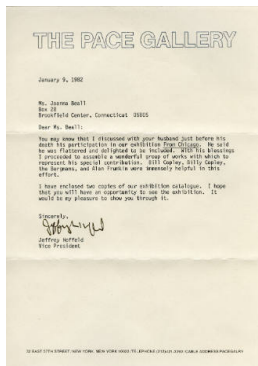 THE PACE GALLERY
January 9, 1982
Ms. Joanna Beall
Box 28
Brookfield Center, Connecticut 06805
Dear Ms. Beall:
You may know that I discussed with your husband just before his
death his participation in our exhibition From Chicago. He said
he was flattered and delighted to be included. With his blessings
I proceeded to assemble a wonderful group of works with which to
represent his special contribution. Bill Copley, Billy Copley,
the Bergmans, and Alan Frumkin were immensely helpful in this
effort.
I have enclosed two copies of our exhibition catalogue. I hope
that you will have an opportunity to see the exhibition. It
would be my pleasure to show you through it.
Sincerely,
Jeffrey Hoffeld
Vice President
32 EAST 57TH STREET, NEW YORK, NEW YORK 10022/TELEPHONE CABLE ADDRESS